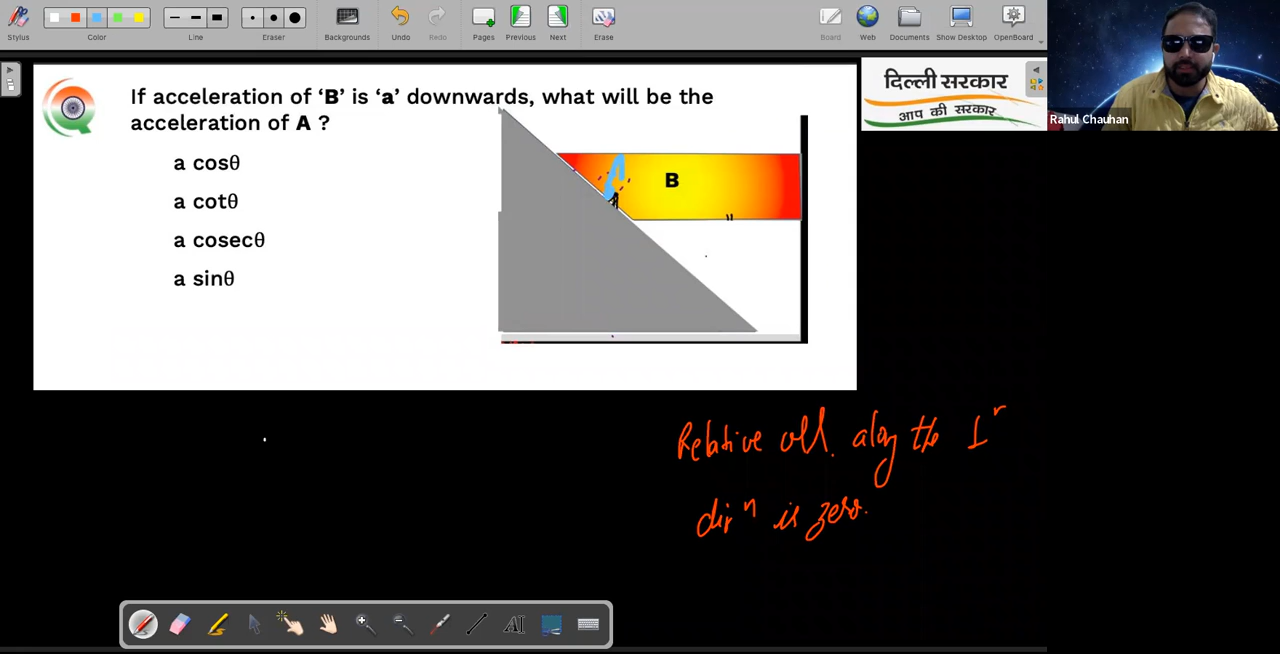 Stylus
Color
Line
Eraser
Backgrounds
Undo
Redo
Pages
Previous
Next
Erase
Board
Web
Documents
Show Desktop
OpenBoard
If acceleration of ‘B’ is ‘a’ downwards, what will be the
acceleration of A ?
a cosθ
a cotθ
a cosecθ
a sinθ
B
दिल्ली सरकार
आप की सरकार
Rahul Chauhan
Relative along the ⊥r
dirn is zero.
AI